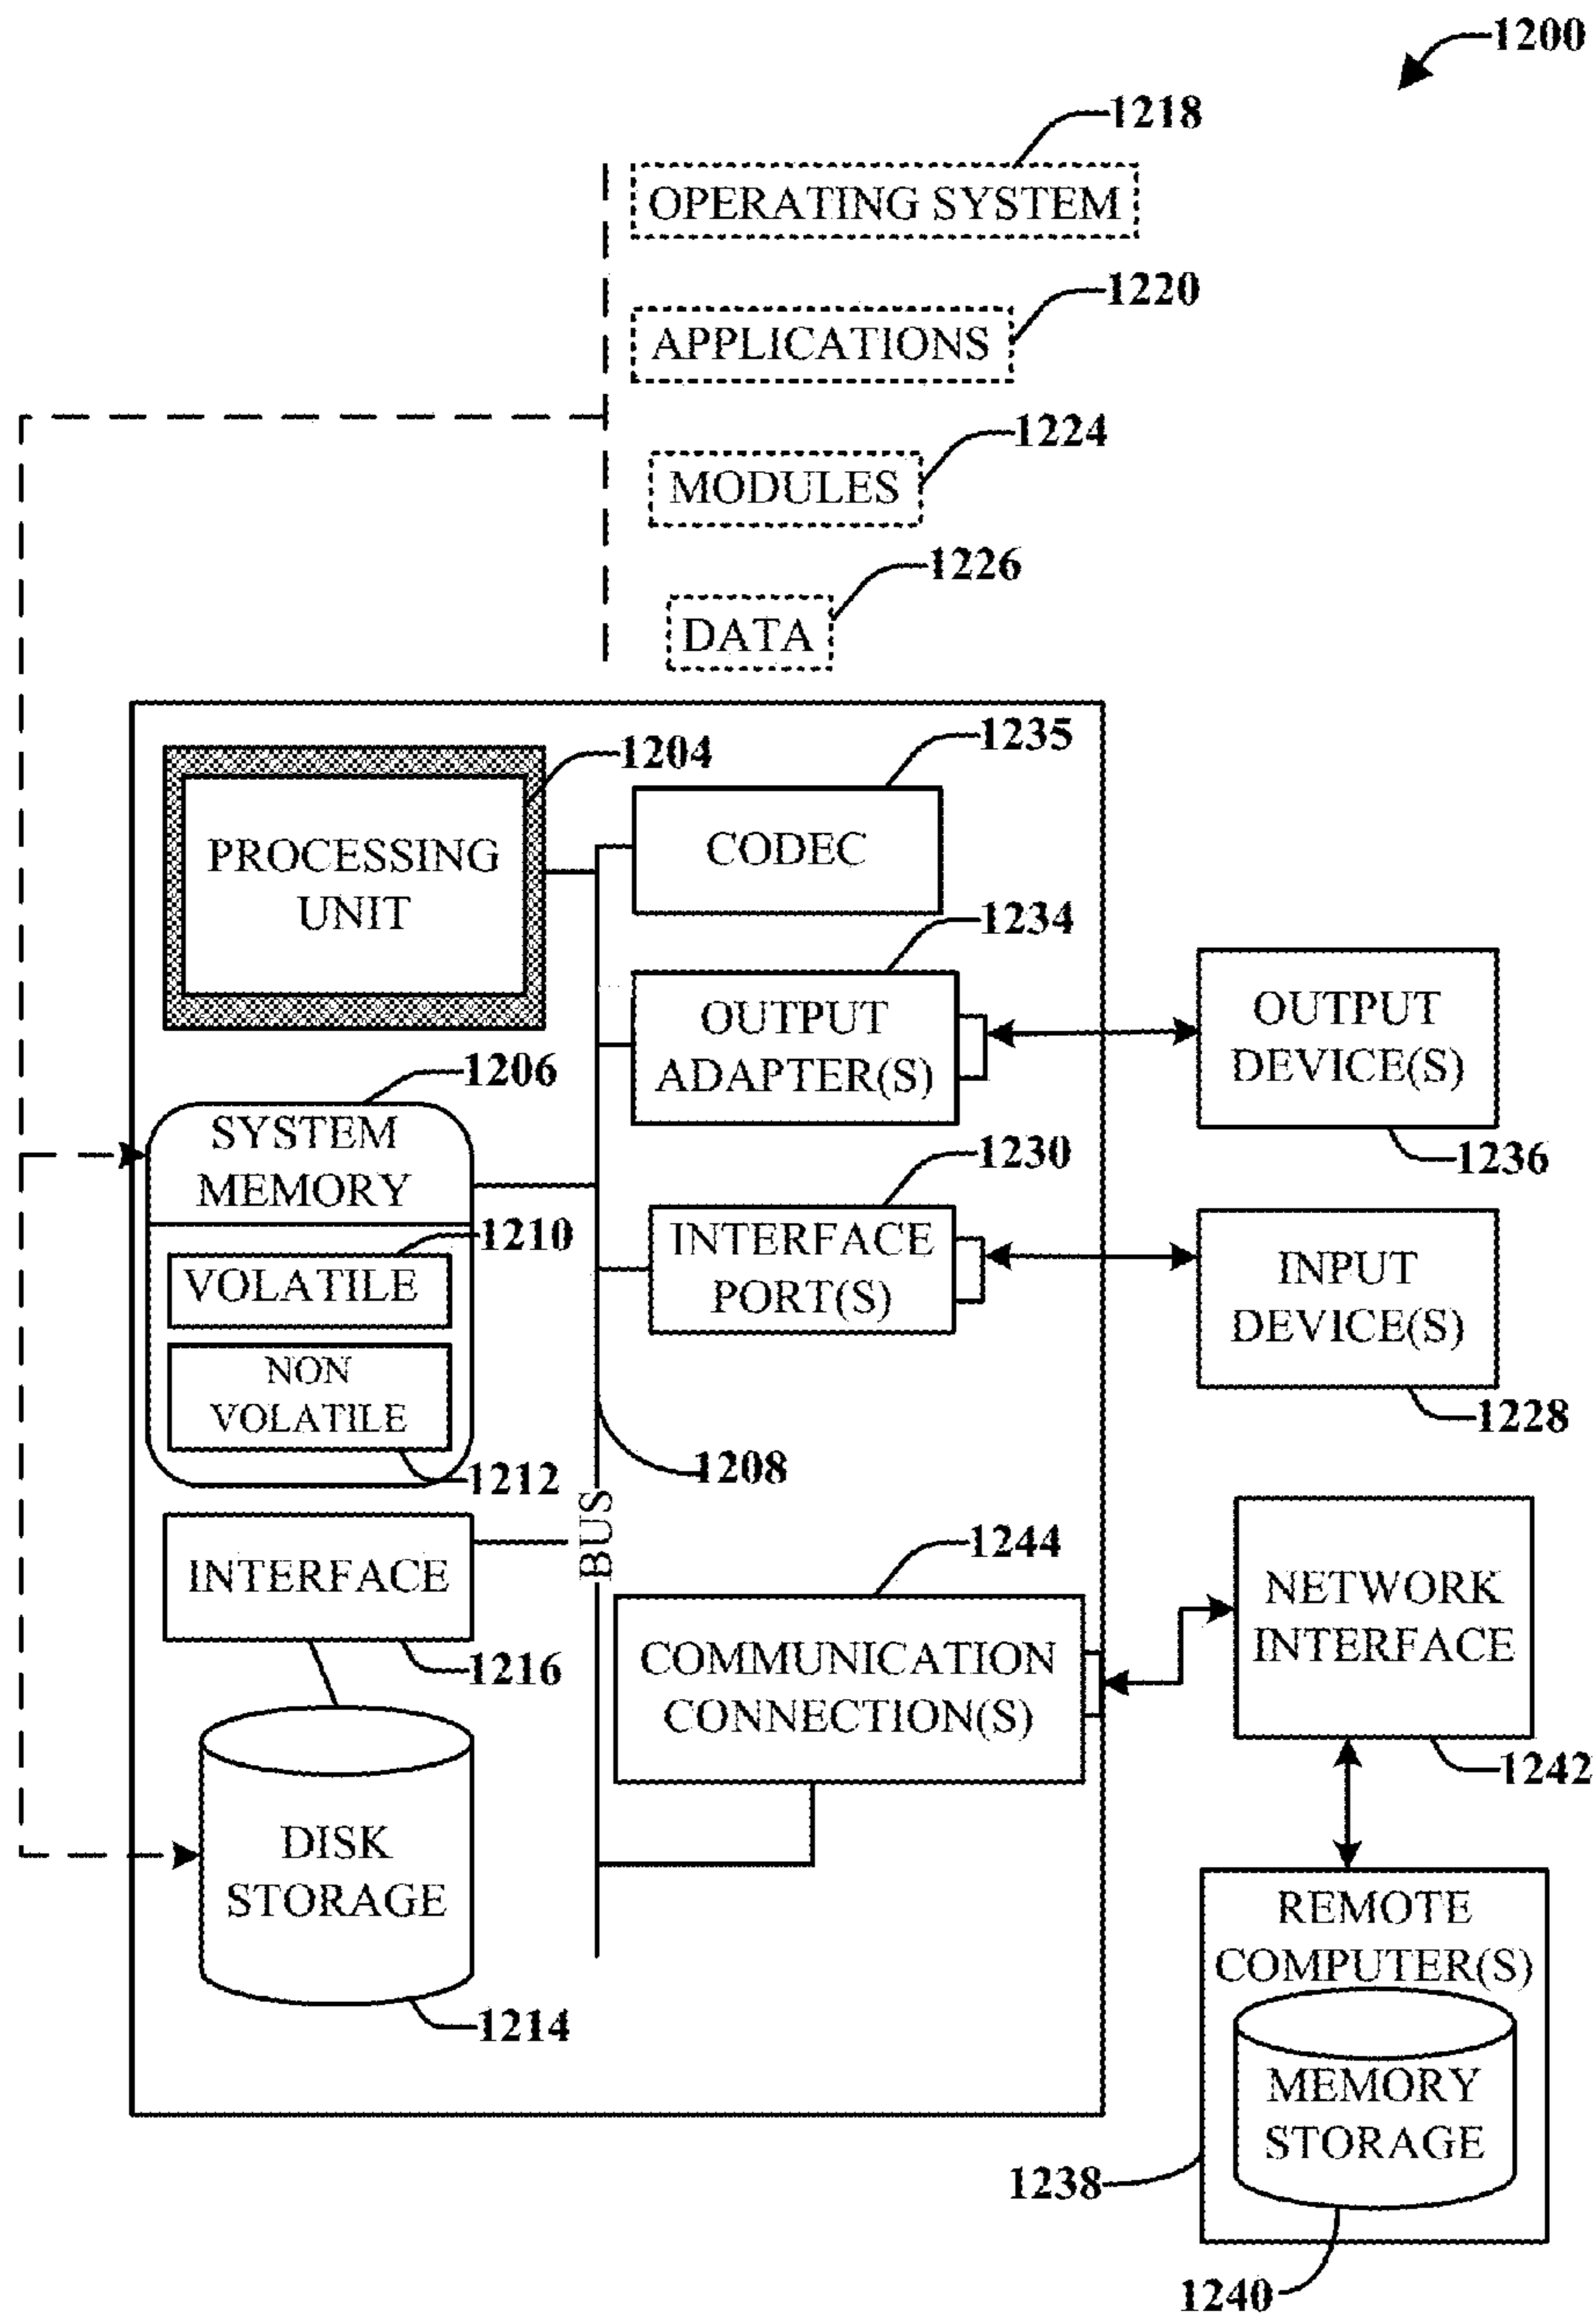 1200
1218
OPERATING SYSTEM
1220
APPLICATIONS
1224
MODULES
1226
DATA
1204
PROCESSING
UNIT
1235
CODEC
1234
OUTPUT
ADAPTER(S)
OUTPUT
DEVICE(S)
1236
1206
SYSTEM
MEMORY
1210
VOLATILE
NON
VOLATILE
1212
1230
INTERFACE
PORT(S)
INPUT
DEVICE(S)
1228
1208
BUS
INTERFACE
1216
1244
COMMUNICATION
CONNECTION(S)
NETWORK
INTERFACE
1242
DISK
STORAGE
1214
REMOTE
COMPUTER(S)
MEMORY
STORAGE
1238
1240